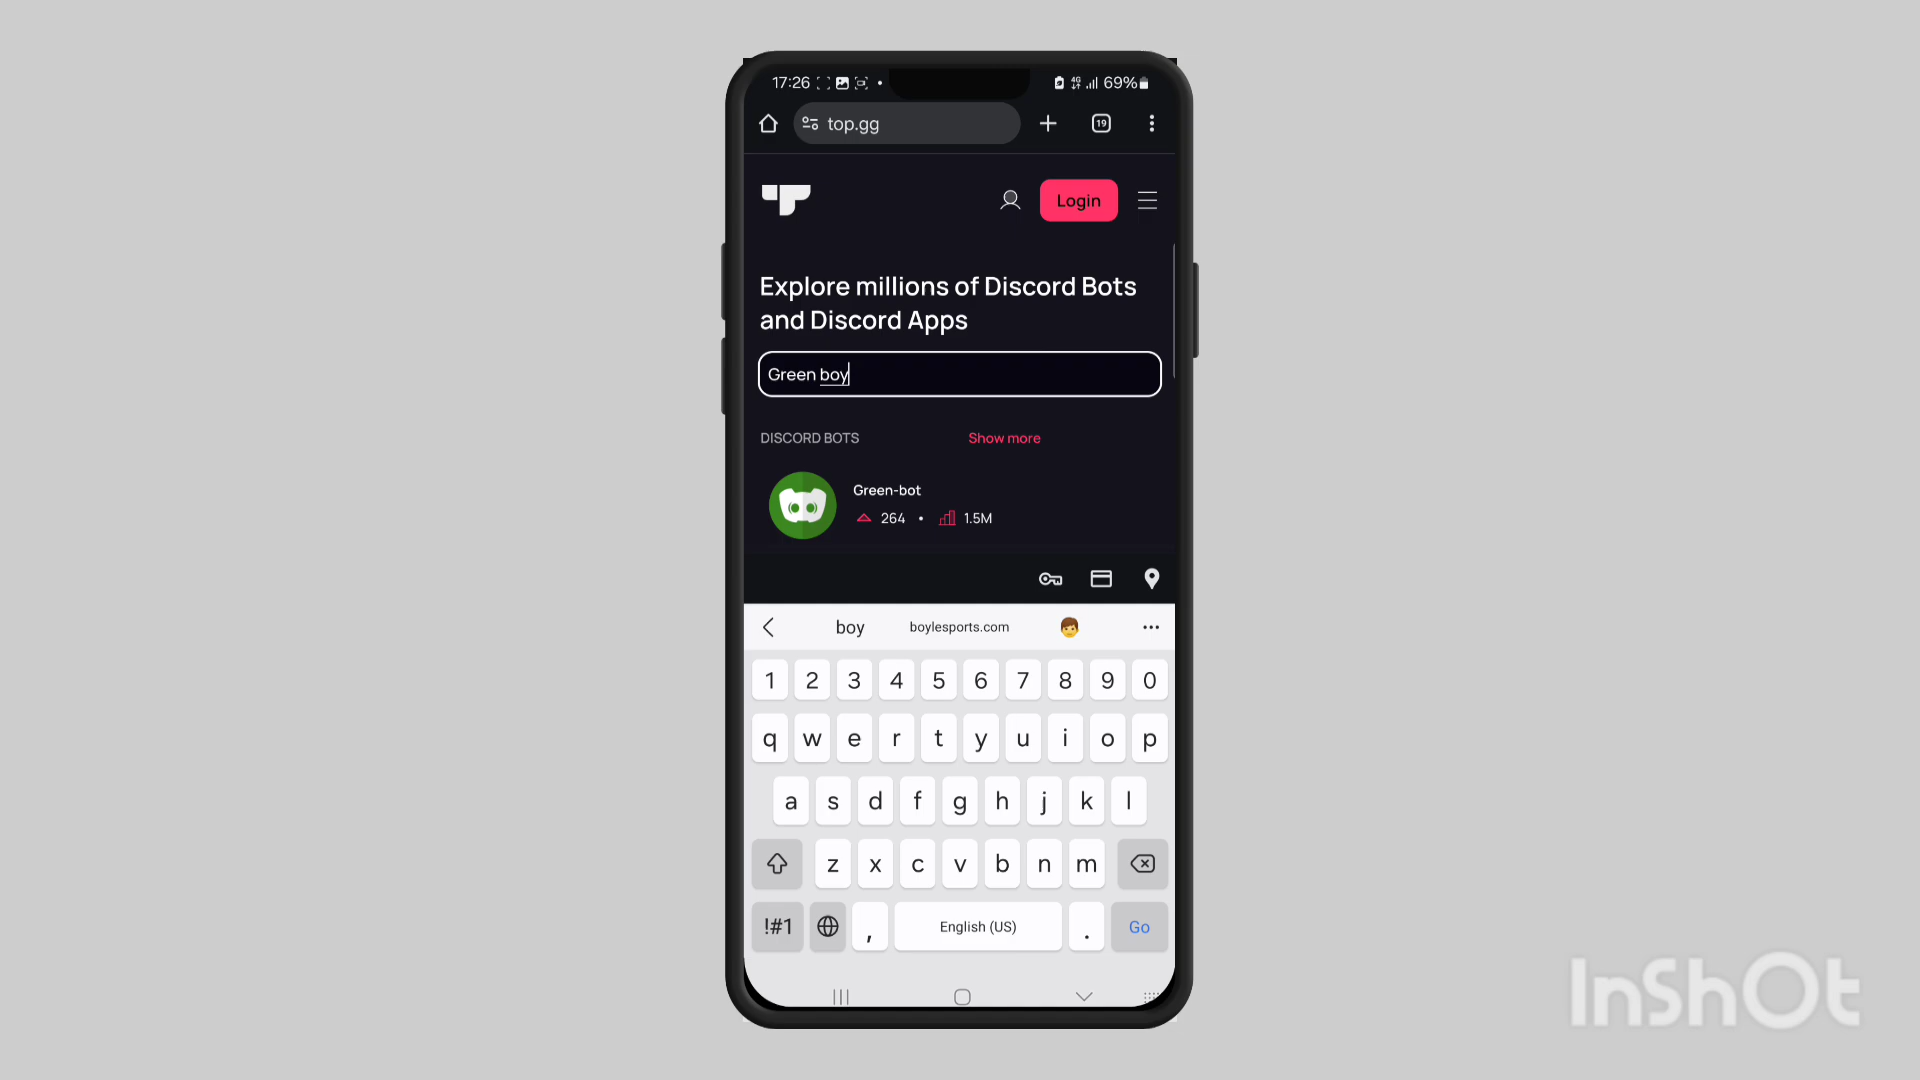 17:26 4G 69%
top.gg 19
Login
Explore millions of Discord Bots
and Discord Apps
Green boy
DISCORD BOTS Show more
Green-bot
264 • 1.5M
boy boylesports.com
1 2 3 4 5 6 7 8 9 0
q w e r t y u i o p
a s d f g h j k l
z x c v b n m
!#1 , English (US) . Go
InShOt